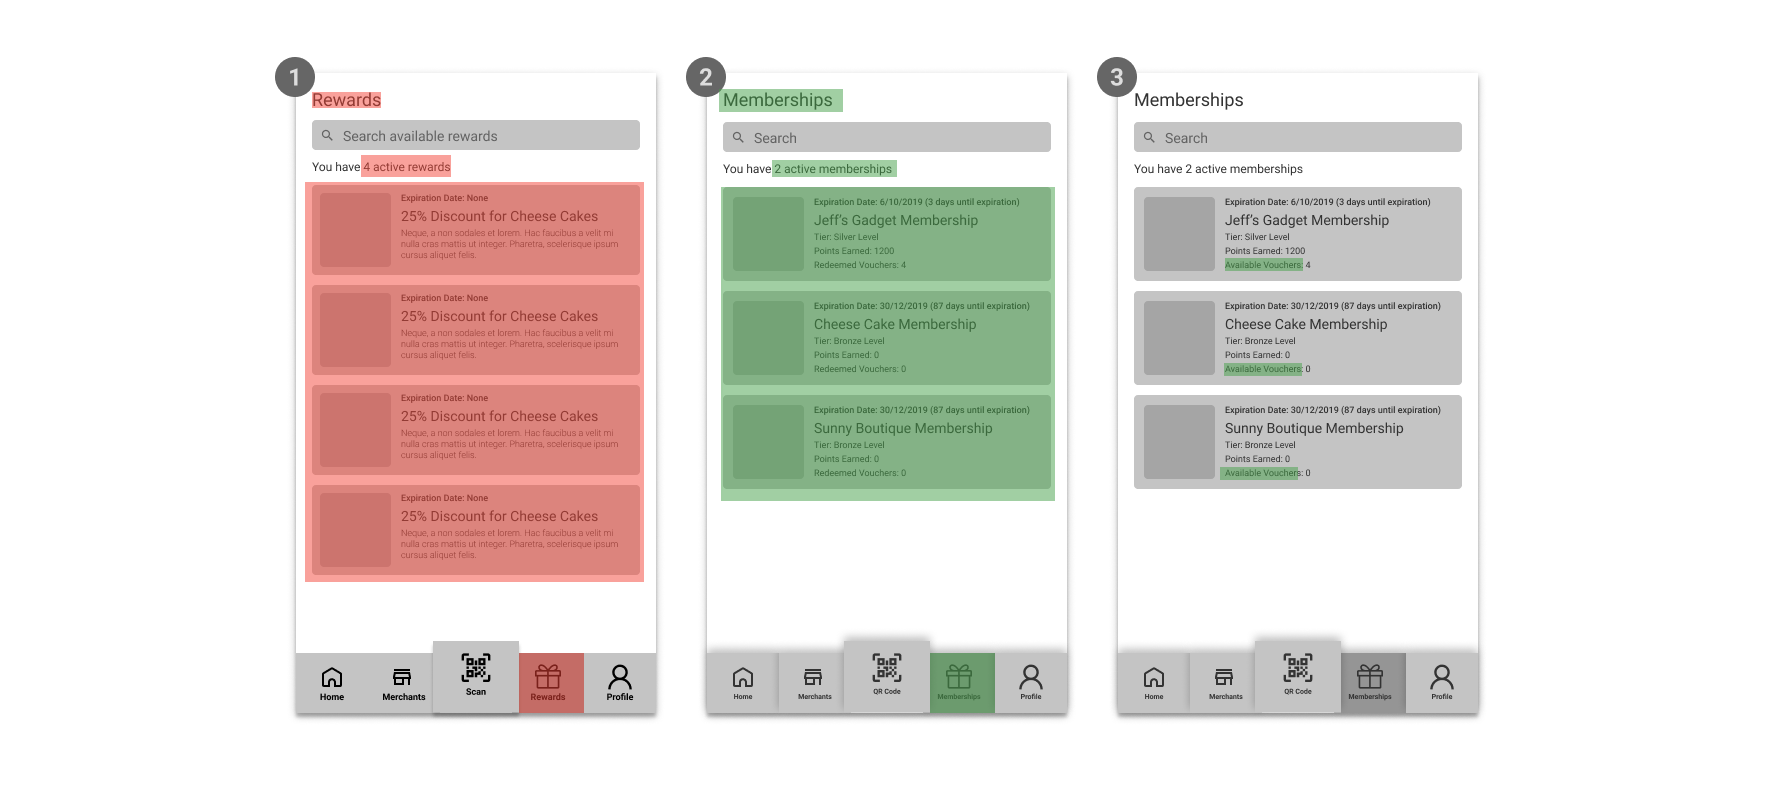 1
Rewards
Search available rewards
You have 4 active rewards
Expiration Date: None
25% Discount for Cheese Cakes
Neque, a non sodales et lorem. Hac faucibus a velit mi
nulla cras mattis ut integer. Pharetra, scelerisque ipsum
cursus aliquet felis.
Expiration Date: None
25% Discount for Cheese Cakes
Neque, a non sodales et lorem. Hac faucibus a velit mi
nulla cras mattis ut integer. Pharetra, scelerisque ipsum
cursus aliquet felis.
Expiration Date: None
25% Discount for Cheese Cakes
Neque, a non sodales et lorem. Hac faucibus a velit mi
nulla cras mattis ut integer. Pharetra, scelerisque ipsum
cursus aliquet felis.
Expiration Date: None
25% Discount for Cheese Cakes
Neque, a non sodales et lorem. Hac faucibus a velit mi
nulla cras mattis ut integer. Pharetra, scelerisque ipsum
cursus aliquet felis.
Home
Merchants
Scan
Rewards
Profile
2
Memberships
Search
You have 2 active memberships
Expiration Date: 6/10/2019 (3 days until expiration)
Jeff's Gadget Membership
Tier: Silver Level
Points Earned: 1200
Redeemed Vouchers: 4
Expiration Date: 30/12/2019 (87 days until expiration)
Cheese Cake Membership
Tier: Bronze Level
Points Earned: 0
Redeemed Vouchers: 0
Expiration Date: 30/12/2019 (87 days until expiration)
Sunny Boutique Membership
Tier: Bronze Level
Points Earned: 0
Redeemed Vouchers: 0
Home
Merchants
QR Code
Memberships
Profile
3
Memberships
Search
You have 2 active memberships
Expiration Date: 6/10/2019 (3 days until expiration)
Jeff's Gadget Membership
Tier: Silver Level
Points Earned: 1200
Available Vouchers: 4
Expiration Date: 30/12/2019 (87 days until expiration)
Cheese Cake Membership
Tier: Bronze Level
Points Earned: 0
Available Vouchers: 0
Expiration Date: 30/12/2019 (87 days until expiration)
Sunny Boutique Membership
Tier: Bronze Level
Points Earned: 0
Available Vouchers: 0
Home
Merchants
QR Code
Memberships
Profile